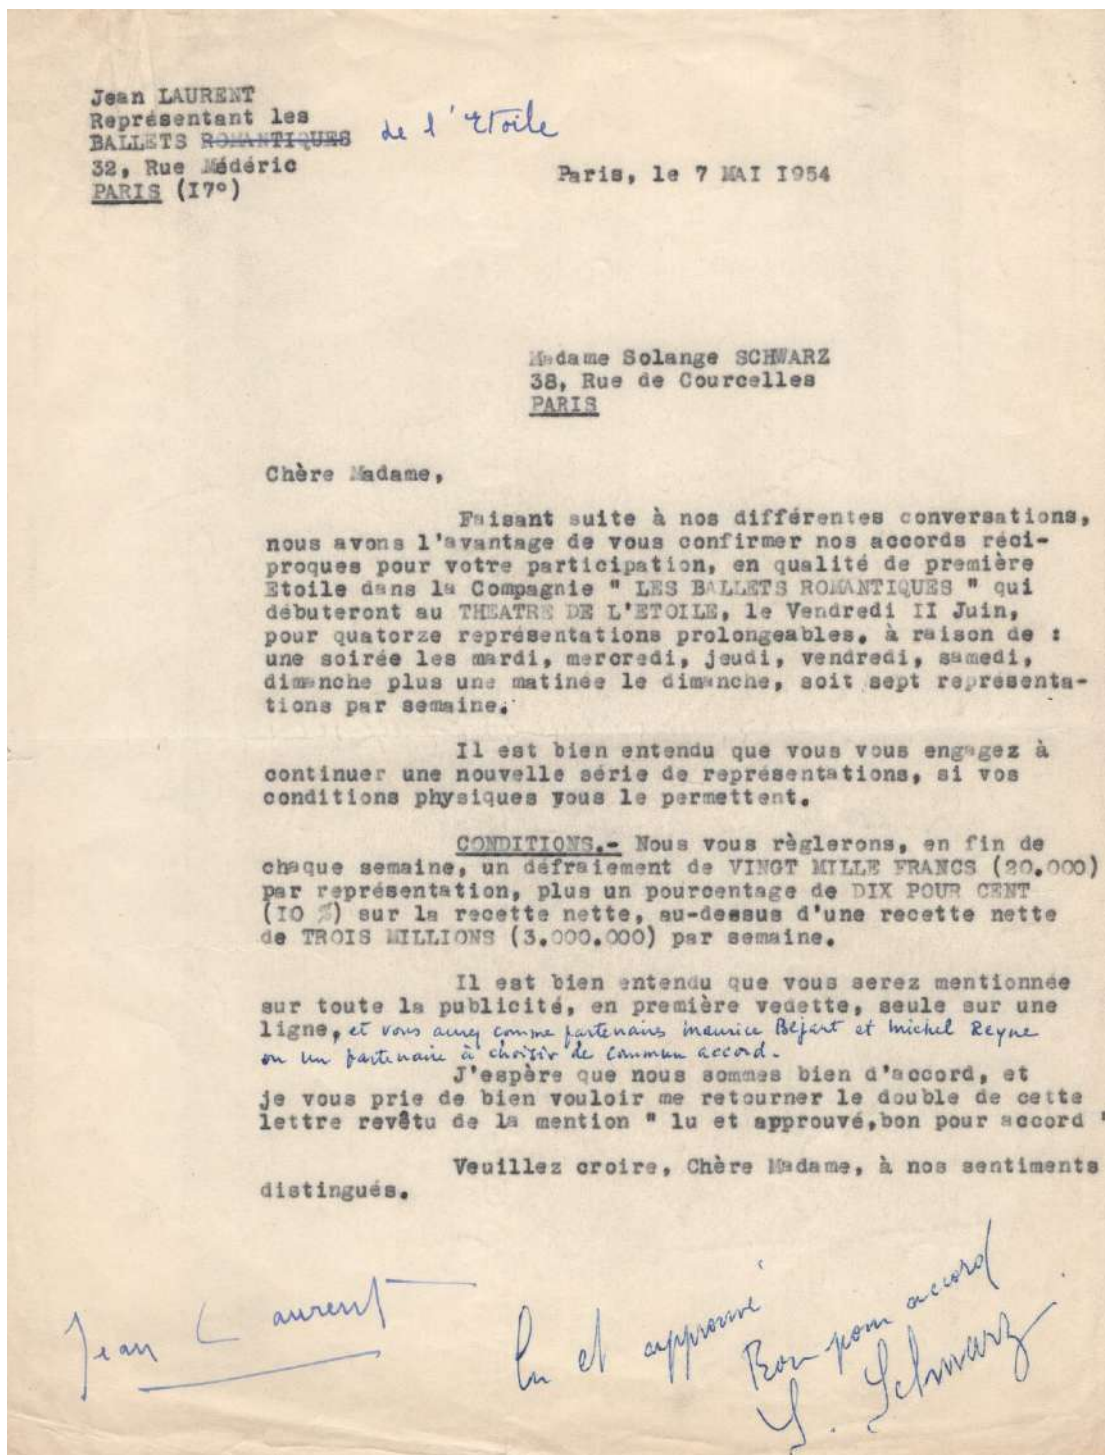 Jean LAURENT
Représentant les
BALLETS ROMANTIQUES de l'Etoile
32, Rue Médéric
PARIS (I7°)
Paris, le 7 MAI I954
Madame Solange SCHWARZ
38, Rue de Courcelles
PARIS
Chère Madame,
Faisant suite à nos différentes conversations,
nous avons l'avantage de vous confirmer nos accords réci-
proques pour votre participation, en qualité de première
Etoile dans la Compagnie " LES BALLETS ROMANTIQUES " qui
débuteront au THEATRE DE L'ETOILE, le Vendredi II Juin,
pour quatorze représentations prolongeables, à raison de :
une soirée les mardi, mercredi, jeudi, vendredi, samedi,
dimanche plus une matinée le dimanche, soit sept représenta-
tions par semaine.
Il est bien entendu que vous vous engagez à
continuer une nouvelle série de représentations, si vos
conditions physiques vous le permettent.
CONDITIONS.- Nous vous règlerons, en fin de
chaque semaine, un défraiement de VINGT MILLE FRANCS (20.000)
par représentation, plus un pourcentage de DIX POUR CENT
(IO %) sur la recette nette, au-dessus d'une recette nette
de TROIS MILLIONS (3.000.000) par semaine.
Il est bien entendu que vous serez mentionnée
sur toute la publicité, en première vedette, seule sur une
ligne, et vous aurez comme partenaires Maurice Béjart et Michel Reyne
ou un partenaire à choisir de commun accord.
J'espère que nous sommes bien d'accord, et
je vous prie de bien vouloir me retourner le double de cette
lettre revêtu de la mention " lu et approuvé,bon pour accord "
Veuillez croire, Chère Madame, à nos sentiments
distingués.
Jean Laurent
Lu et approuvé
Bon pour accord
S. Schwarz